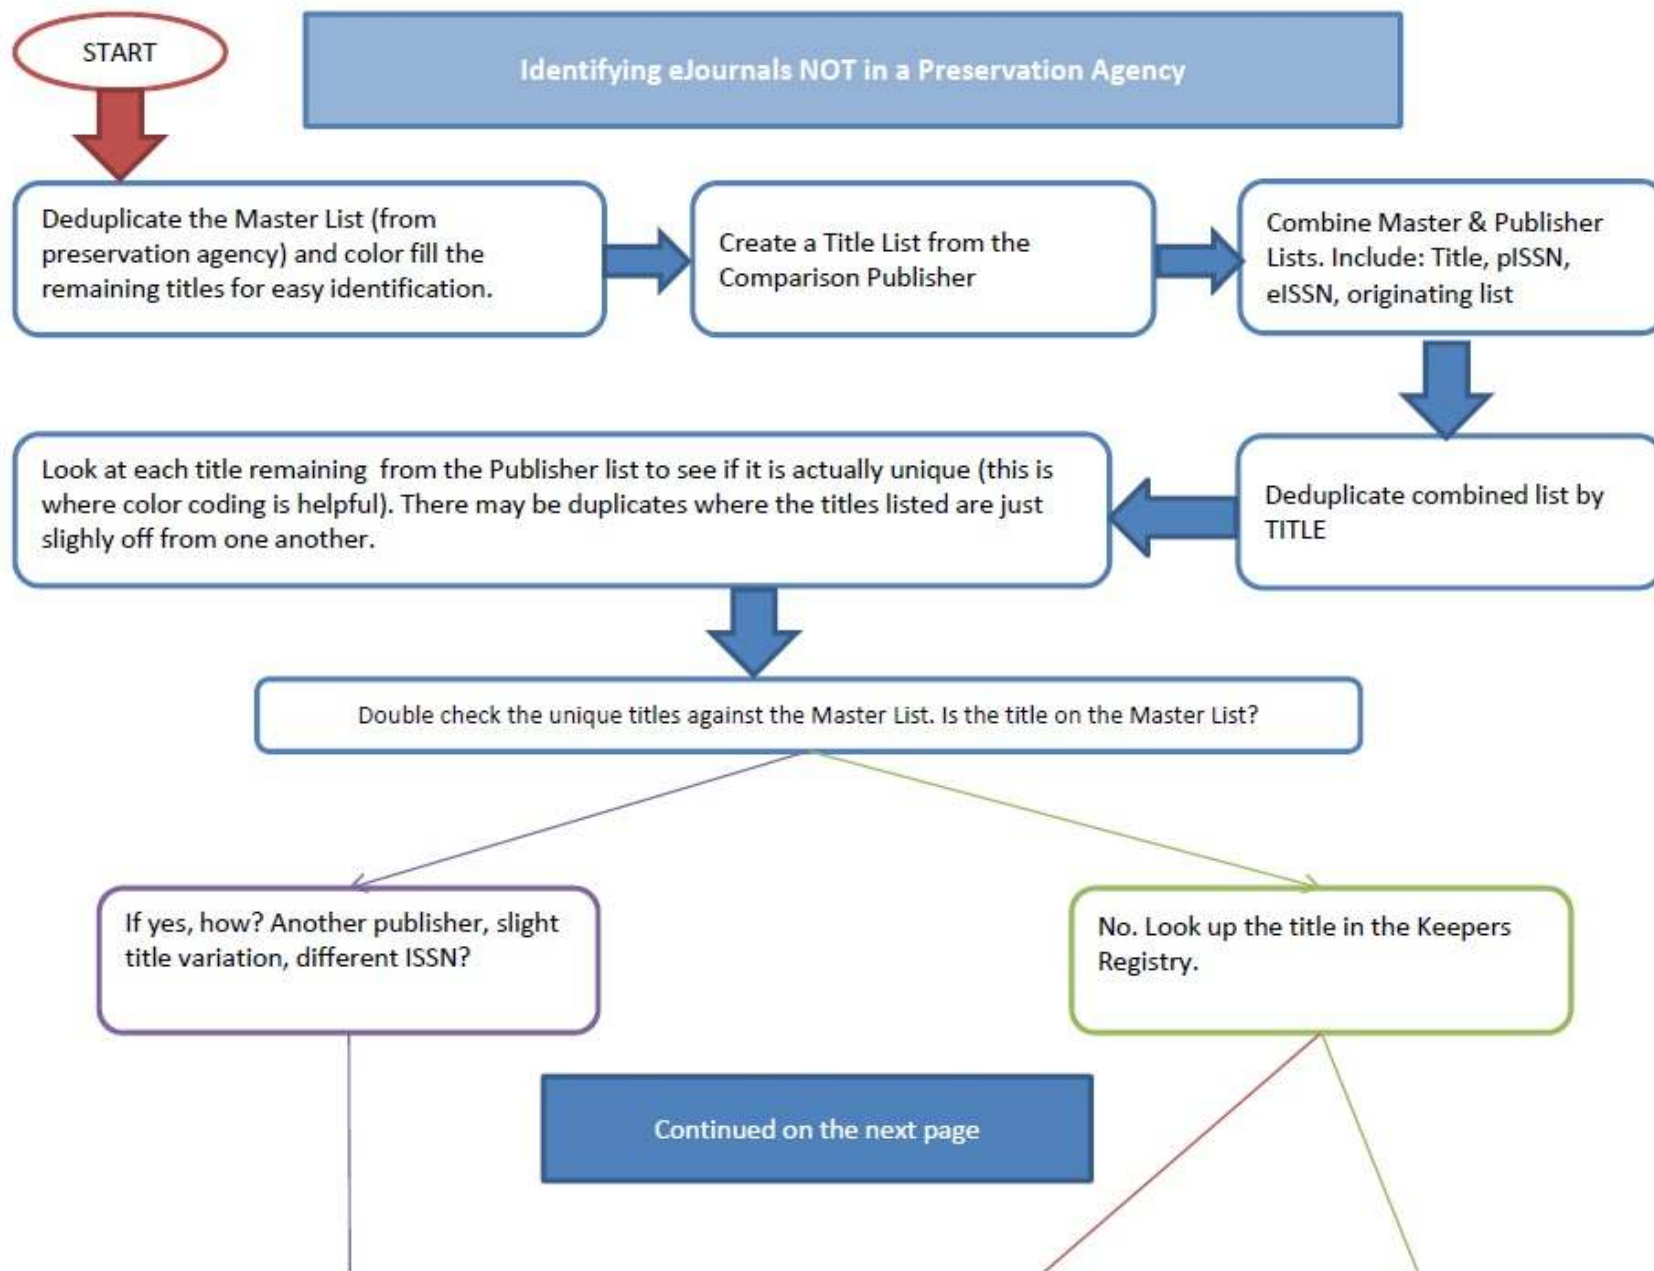 START
Identifying eJournals NOT in a Preservation Agency
Deduplicate the Master List (from
preservation agency) and color fill the
remaining titles for easy identification.
Create a Title List from the
Comparison Publisher
Combine Master & Publisher
Lists. Include: Title, pISSN,
eISSN, originating list
Deduplicate combined list by
TITLE
Look at each title remaining from the Publisher list to see if it is actually unique (this is
where color coding is helpful). There may be duplicates where the titles listed are just
slighly off from one another.
Double check the unique titles against the Master List. Is the title on the Master List?
If yes, how? Another publisher, slight
title variation, different ISSN?
No. Look up the title in the Keepers
Registry.
Continued on the next page